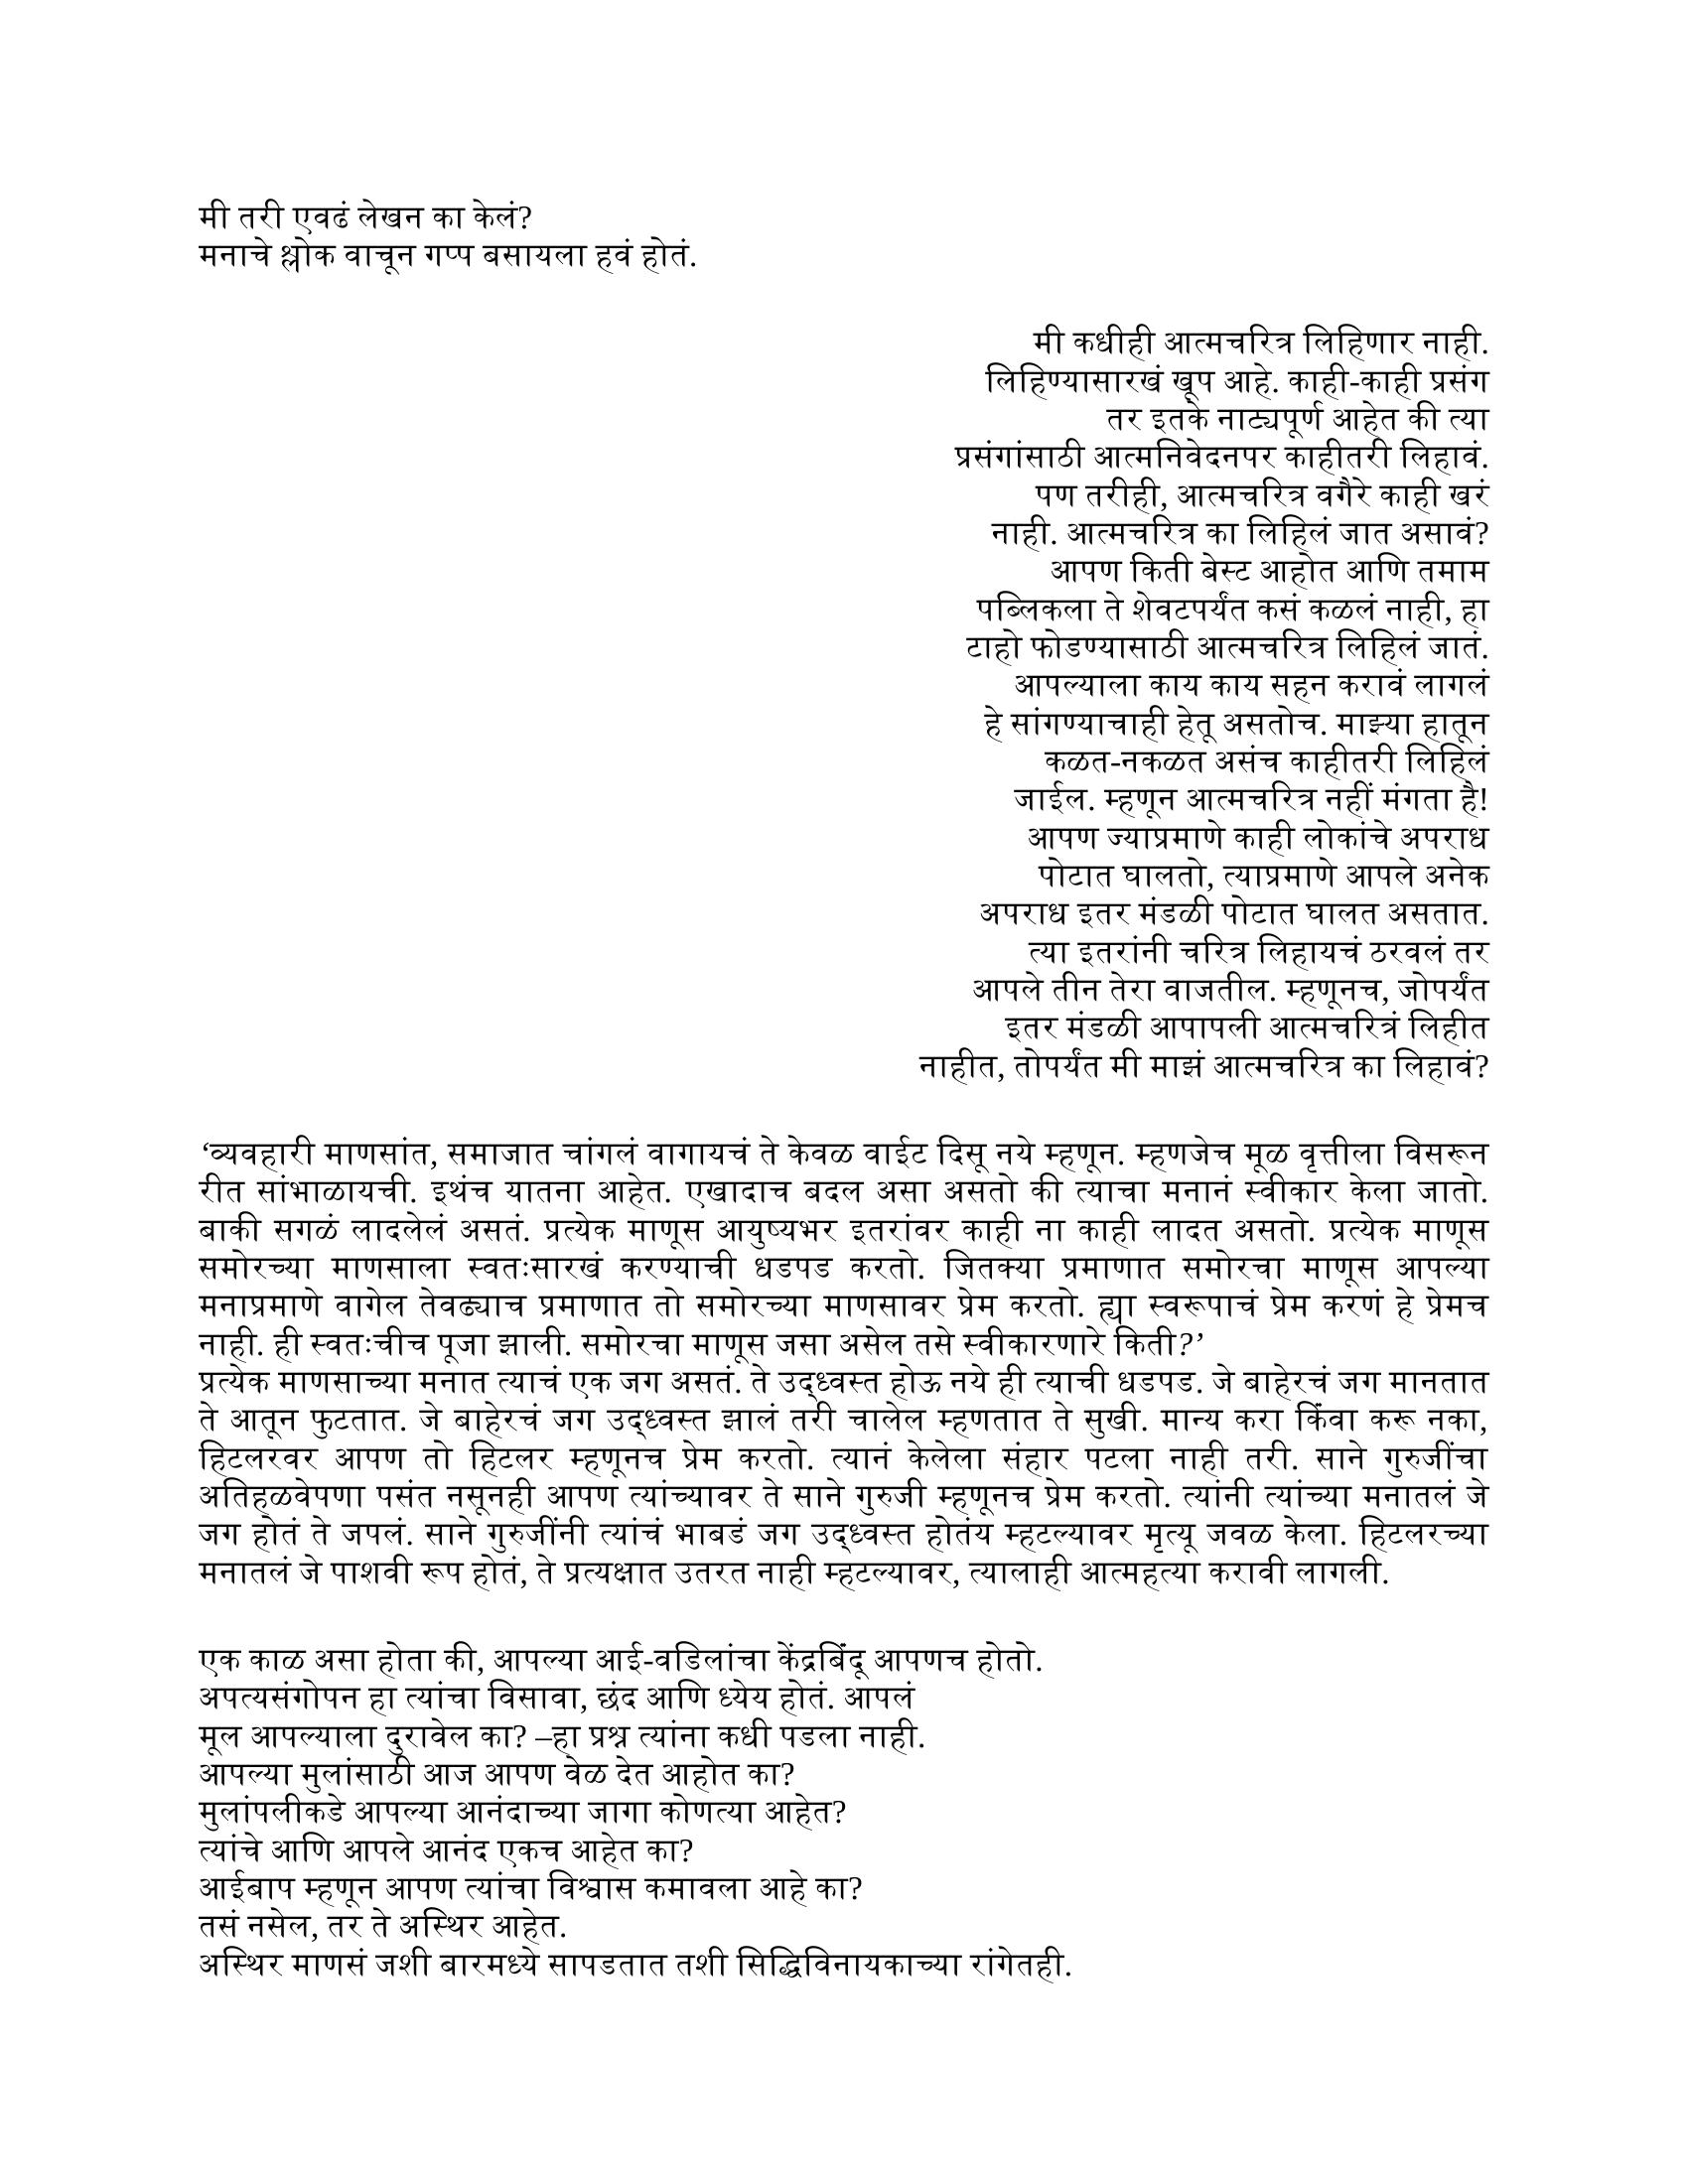 मी तरी एवढं लेखन का केलं?
मनाचे श्लोक वाचून गप्प बसायला हवं होतं.
मी कधीही आत्मचरित्र लिहिणार नाही.
लिहिण्यासारखं खूप आहे. काही-काही प्रसंग
तर इतके नाट्यपूर्ण आहेत की त्या
प्रसंगांसाठी आत्मनिवेदनपर काहीतरी लिहावं.
पण तरीही, आत्मचरित्र वगैरे काही खरं
नाही. आत्मचरित्र का लिहिलं जात असावं?
आपण किती बेस्ट आहोत आणि तमाम
पब्लिकला ते शेवटपर्यंत कसं कळलं नाही, हा
टाहो फोडण्यासाठी आत्मचरित्र लिहिलं जातं.
आपल्याला काय काय सहन करावं लागलं
हे सांगण्याचाही हेतू असतोच. माझ्या हातून
कळत-नकळत असंच काहीतरी लिहिलं
जाईल. म्हणून आत्मचरित्र नहीं मंगता है!
आपण ज्याप्रमाणे काही लोकांचे अपराध
पोटात घालतो, त्याप्रमाणे आपले अनेक
अपराध इतर मंडळी पोटात घालत असतात.
त्या इतरांनी चरित्र लिहायचं ठरवलं तर
आपले तीन तेरा वाजतील. म्हणूनच, जोपर्यंत
इतर मंडळी आपापली आत्मचरित्रं लिहीत
नाहीत, तोपर्यंत मी माझं आत्मचरित्र का लिहावं?
‘व्यवहारी माणसांत, समाजात चांगलं वागायचं ते केवळ वाईट दिसू नये म्हणून. म्हणजेच मूळ वृत्तीला विसरून
रीत सांभाळायची. इथंच यातना आहेत. एखादाच बदल असा असतो की त्याचा मनानं स्वीकार केला जातो.
बाकी सगळं लादलेलं असतं. प्रत्येक माणूस आयुष्यभर इतरांवर काही ना काही लादत असतो. प्रत्येक माणूस
समोरच्या माणसाला स्वतःसारखं करण्याची धडपड करतो. जितक्या प्रमाणात समोरचा माणूस आपल्या
मनाप्रमाणे वागेल तेवढ्याच प्रमाणात तो समोरच्या माणसावर प्रेम करतो. ह्या स्वरूपाचं प्रेम करणं हे प्रेमच
नाही. ही स्वतःचीच पूजा झाली. समोरचा माणूस जसा असेल तसे स्वीकारणारे किती?’
प्रत्येक माणसाच्या मनात त्याचं एक जग असतं. ते उद्ध्वस्त होऊ नये ही त्याची धडपड. जे बाहेरचं जग मानतात
ते आतून फुटतात. जे बाहेरचं जग उद्ध्वस्त झालं तरी चालेल म्हणतात ते सुखी. मान्य करा किंवा करू नका,
हिटलरवर आपण तो हिटलर म्हणूनच प्रेम करतो. त्यानं केलेला संहार पटला नाही तरी. साने गुरुजींचा
अतिहळवेपणा पसंत नसूनही आपण त्यांच्यावर ते साने गुरुजी म्हणूनच प्रेम करतो. त्यांनी त्यांच्या मनातलं जे
जग होतं ते जपलं. साने गुरुजींनी त्यांचं भाबडं जग उद्ध्वस्त होतंय म्हटल्यावर मृत्यू जवळ केला. हिटलरच्या
मनातलं जे पाशवी रूप होतं, ते प्रत्यक्षात उतरत नाही म्हटल्यावर, त्यालाही आत्महत्या करावी लागली.
एक काळ असा होता की, आपल्या आई-वडिलांचा केंद्रबिंदू आपणच होतो.
अपत्यसंगोपन हा त्यांचा विसावा, छंद आणि ध्येय होतं. आपलं
मूल आपल्याला दुरावेल का? –हा प्रश्न त्यांना कधी पडला नाही.
आपल्या मुलांसाठी आज आपण वेळ देत आहोत का?
मुलांपलीकडे आपल्या आनंदाच्या जागा कोणत्या आहेत?
त्यांचे आणि आपले आनंद एकच आहेत का?
आईबाप म्हणून आपण त्यांचा विश्वास कमावला आहे का?
तसं नसेल, तर ते अस्थिर आहेत.
अस्थिर माणसं जशी बारमध्ये सापडतात तशी सिद्धिविनायकाच्या रांगेतही.